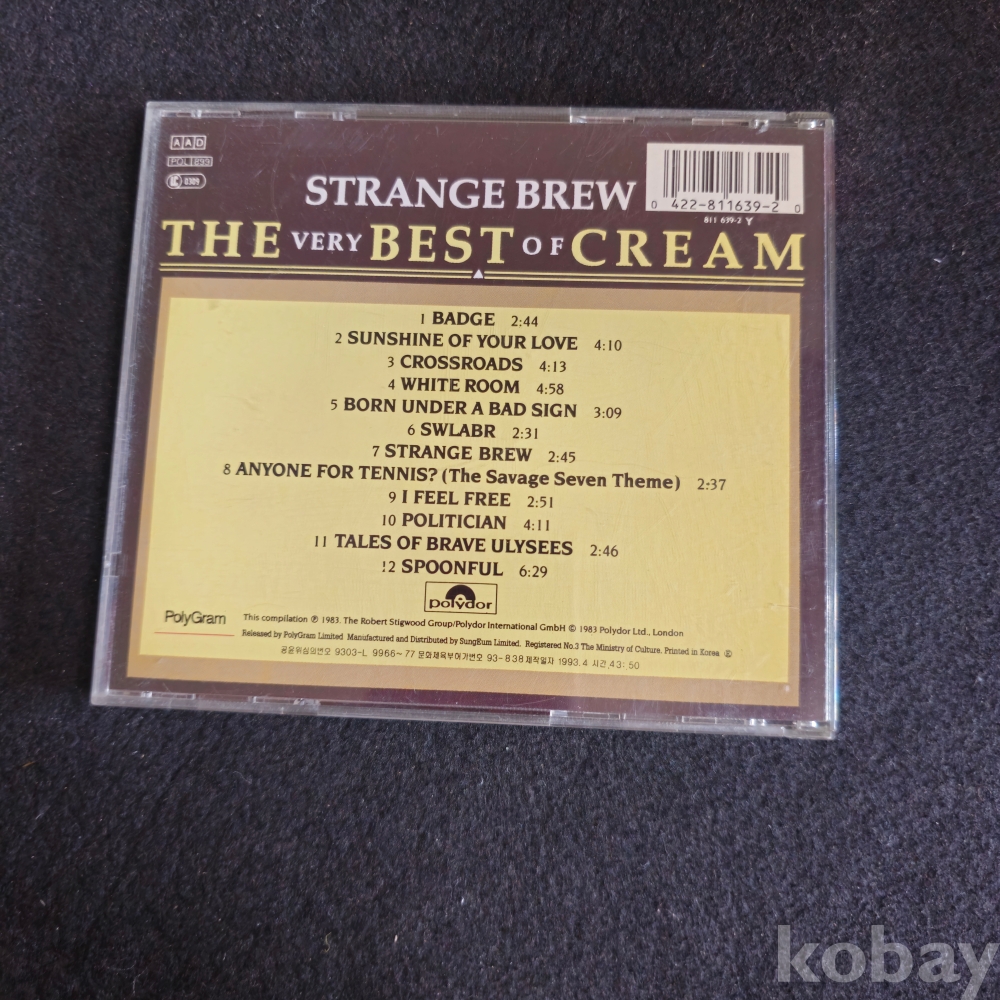 AAD
POL 899
0309
STRANGE BREW
0 422-811639-2 0
811 639-2 Y
THE VERY BEST OF CREAM
1 BADGE 2:44
2 SUNSHINE OF YOUR LOVE 4:10
3 CROSSROADS 4:13
4 WHITE ROOM 4:58
5 BORN UNDER A BAD SIGN 3:09
6 SWLABR 2:31
7 STRANGE BREW 2:45
8 ANYONE FOR TENNIS? (The Savage Seven Theme) 2:37
9 I FEEL FREE 2:51
10 POLITICIAN 4:11
11 TALES OF BRAVE ULYSEES 2:46
12 SPOONFUL 6:29
polydor
PolyGram
This compilation ℗ 1983. The Robert Stigwood Group/Polydor International GmbH © 1983 Polydor Ltd., London
Released by PolyGram Limited. Manufactured and Distributed by SungEum Limited. Registered No.3 The Ministry of Culture. Printed in Korea
공윤위심의번호 9303-L 9966~77 문화체육부허가번호 93-838 제작일자 1993.4 시간 43:50
kobay